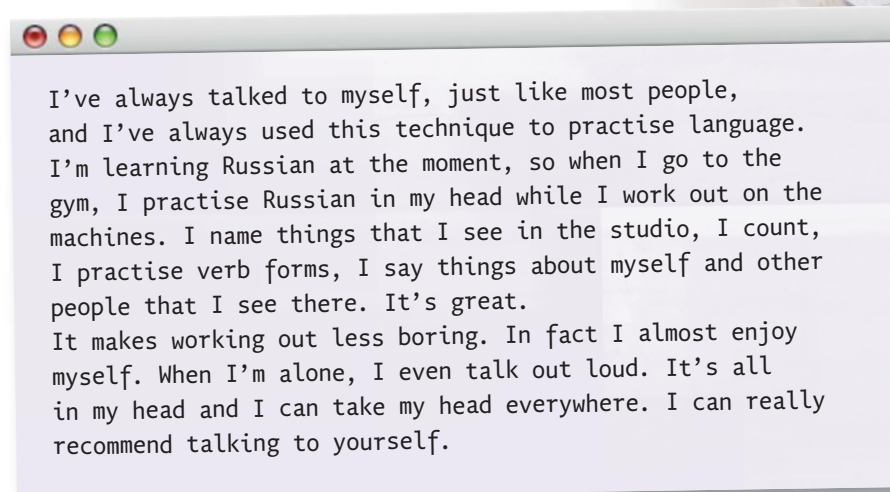 I’ve always talked to myself, just like most people,
and I’ve always used this technique to practise language.
I’m learning Russian at the moment, so when I go to the
gym, I practise Russian in my head while I work out on the
machines. I name things that I see in the studio, I count,
I practise verb forms, I say things about myself and other
people that I see there. It’s great.
It makes working out less boring. In fact I almost enjoy
myself. When I’m alone, I even talk out loud. It’s all
in my head and I can take my head everywhere. I can really
recommend talking to yourself.